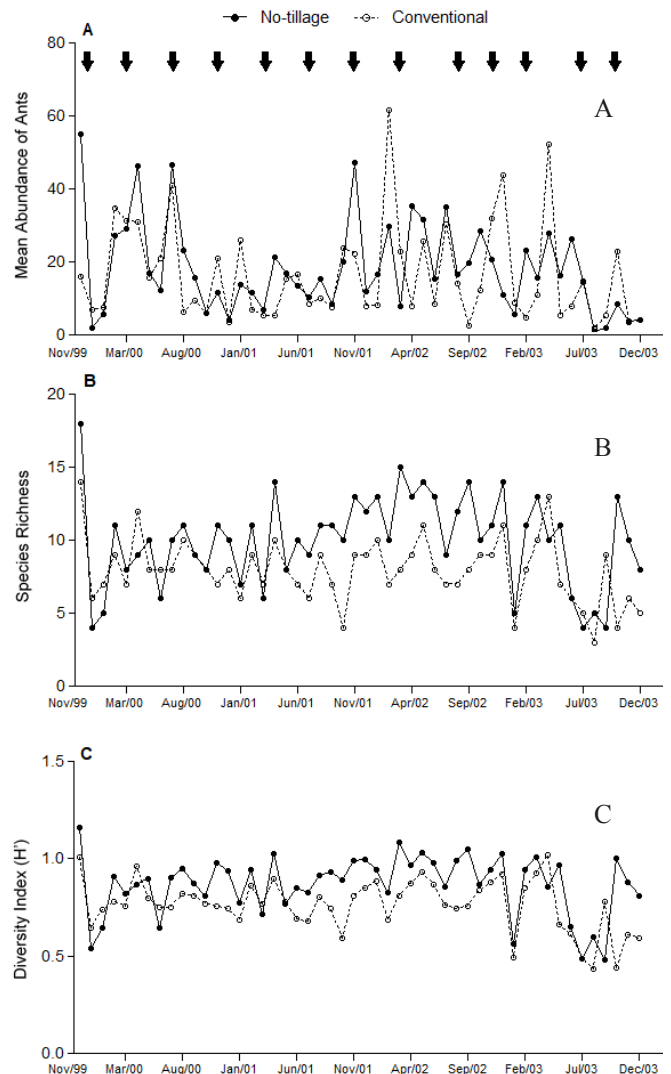 No-tillage Conventional
A
80
60
40
20
0
Mean Abundance of Ants
A
Nov/99 Mar/00 Aug/00 Jan/01 Jun/01 Nov/01 Apr/02 Sep/02 Feb/03 Jul/03 Dec/03
B
20
15
10
5
0
Species Richness
B
Nov/99 Mar/00 Aug/00 Jan/01 Jun/01 Nov/01 Apr/02 Sep/02 Feb/03 Jul/03 Dec/03
C
1.5
1.0
0.5
0.0
Diversity Index (H')
C
Nov/99 Mar/00 Aug/00 Jan/01 Jun/01 Nov/01 Apr/02 Sep/02 Feb/03 Jul/03 Dec/03